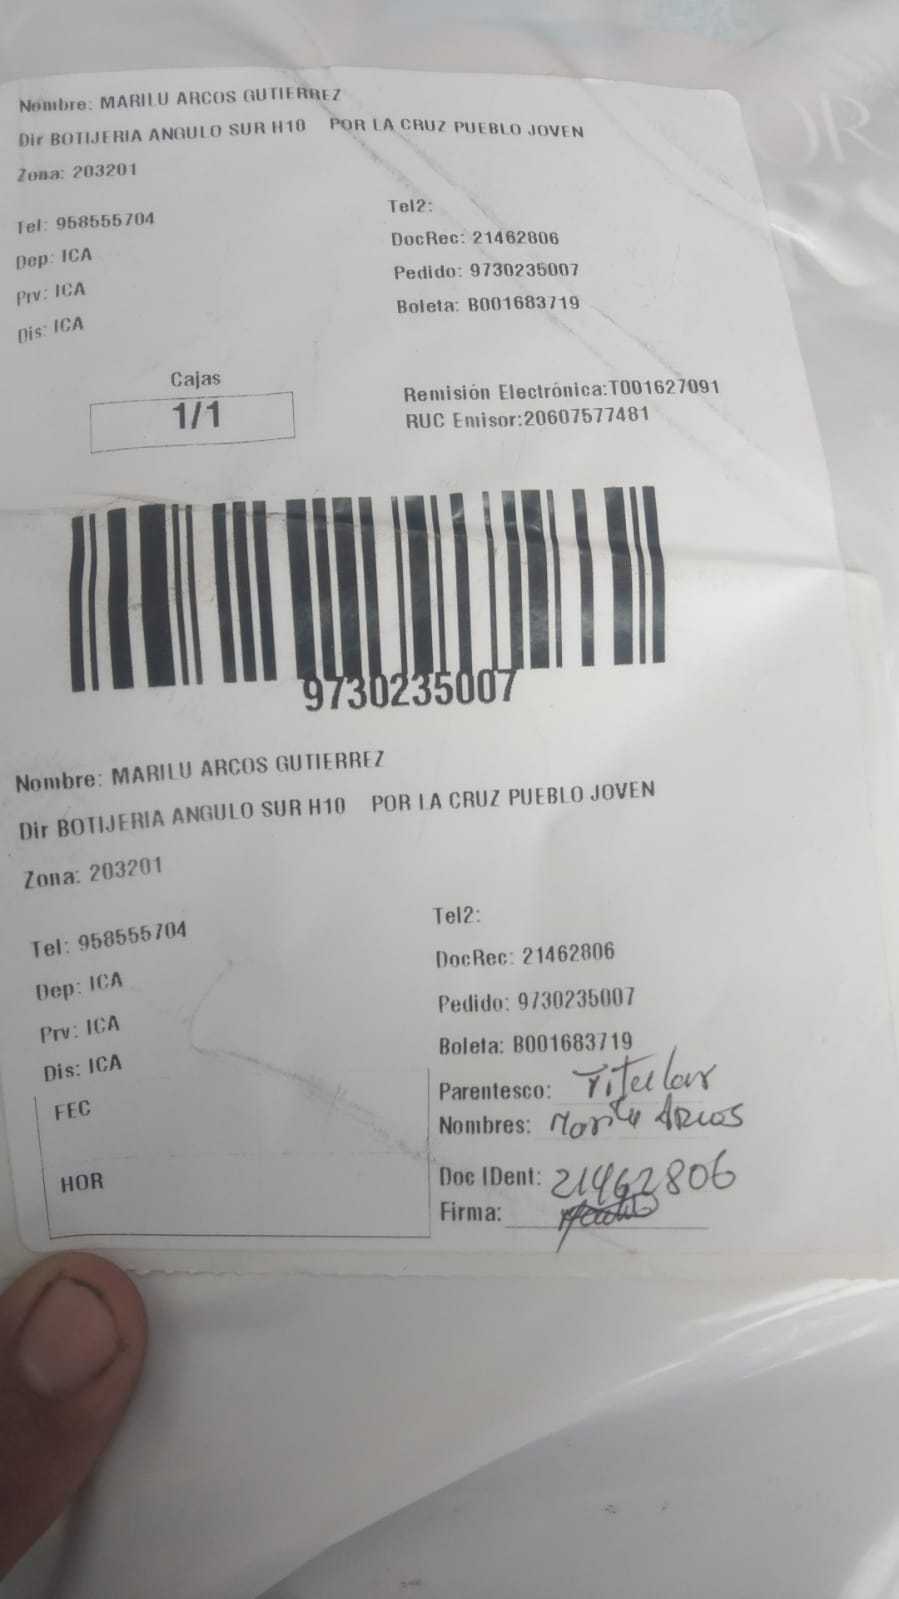 Nombre: MARILU ARCOS GUTIERREZ
Dir BOTIJERIA ANGULO SUR H10 POR LA CRUZ PUEBLO JOVEN
Zona: 203201
Tel: 958555704
Tel2:
Dep: ICA
DocRec: 21462806
Prv: ICA
Pedido: 9730235007
Dis: ICA
Boleta: B001683719
Cajas
1/1
Remisión Electrónica:T001627091
RUC Emisor:20607577481
9730235007
Nombre: MARILU ARCOS GUTIERREZ
Dir BOTIJERIA ANGULO SUR H10 POR LA CRUZ PUEBLO JOVEN
Zona: 203201
Tel: 958555704
Tel2:
Dep: ICA
DocRec: 21462806
Prv: ICA
Pedido: 9730235007
Dis: ICA
Boleta: B001683719
FEC
Parentesco: Titular
Nombres: Marilu Arcos
HOR
Doc IDent: 21462806
Firma: